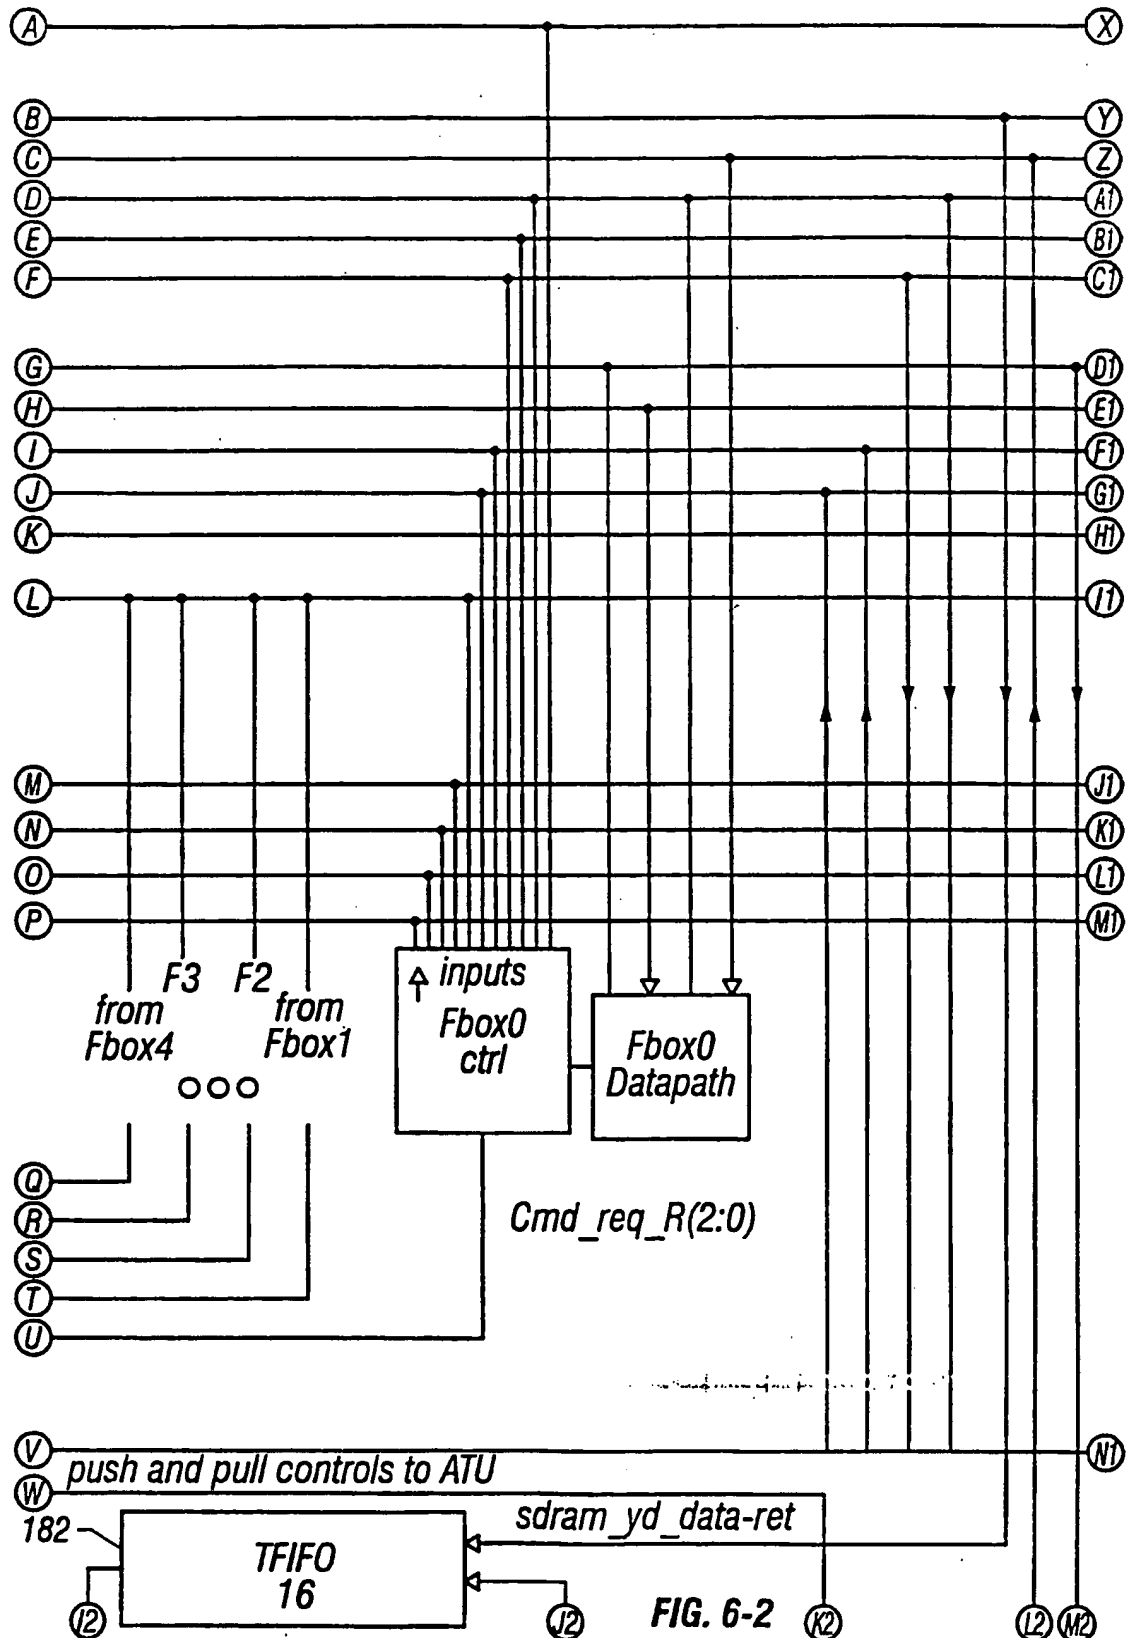 A X
B Y
C Z
D A1
E B1
F C1
G D1
H E1
I F1
J G1
K H1
L I1
M J1
N K1
O L1
P M1
inputs
Fbox0
ctrl
Fbox0
Datapath
F3 F2
from
Fbox4
from
Fbox1
Q
R
Cmd_req_R(2:0)
S
T
U
V N1
push and pull controls to ATU
W
182
sdram_yd_data-ret
TFIFO
16
I2 J2 FIG. 6-2 K2 L2 M2